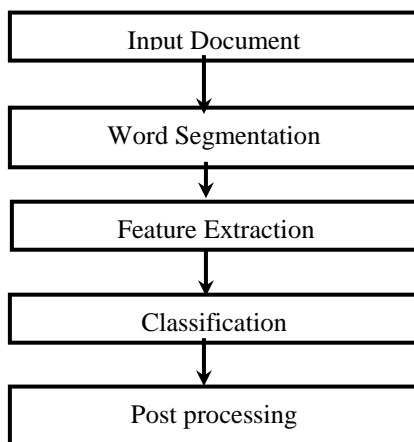 Input Document
Word Segmentation
Feature Extraction
Classification
Post processing